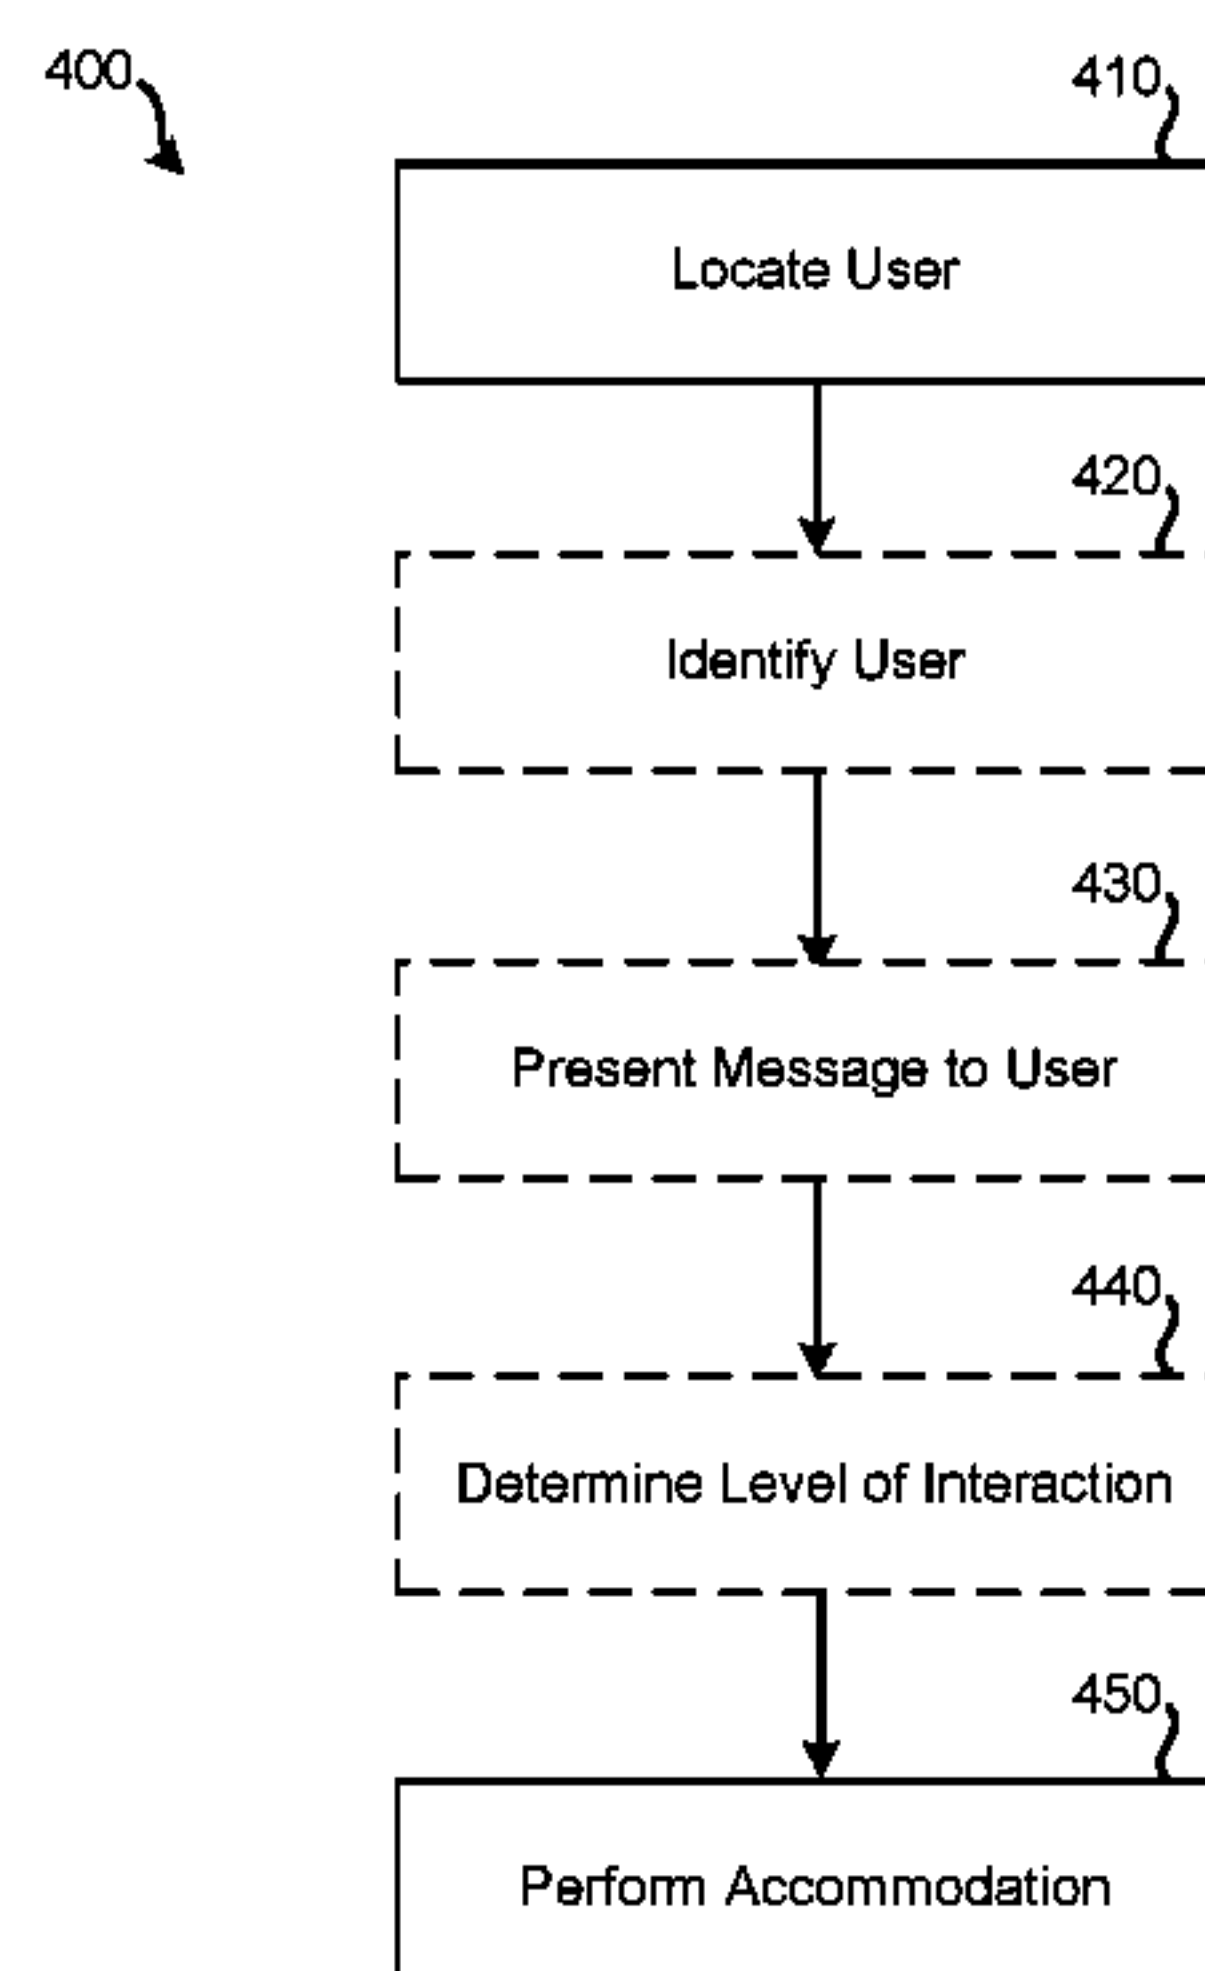 400
410
Locate User
420
Identify User
430
Present Message to User
440
Determine Level of Interaction
450
Perform Accommodation